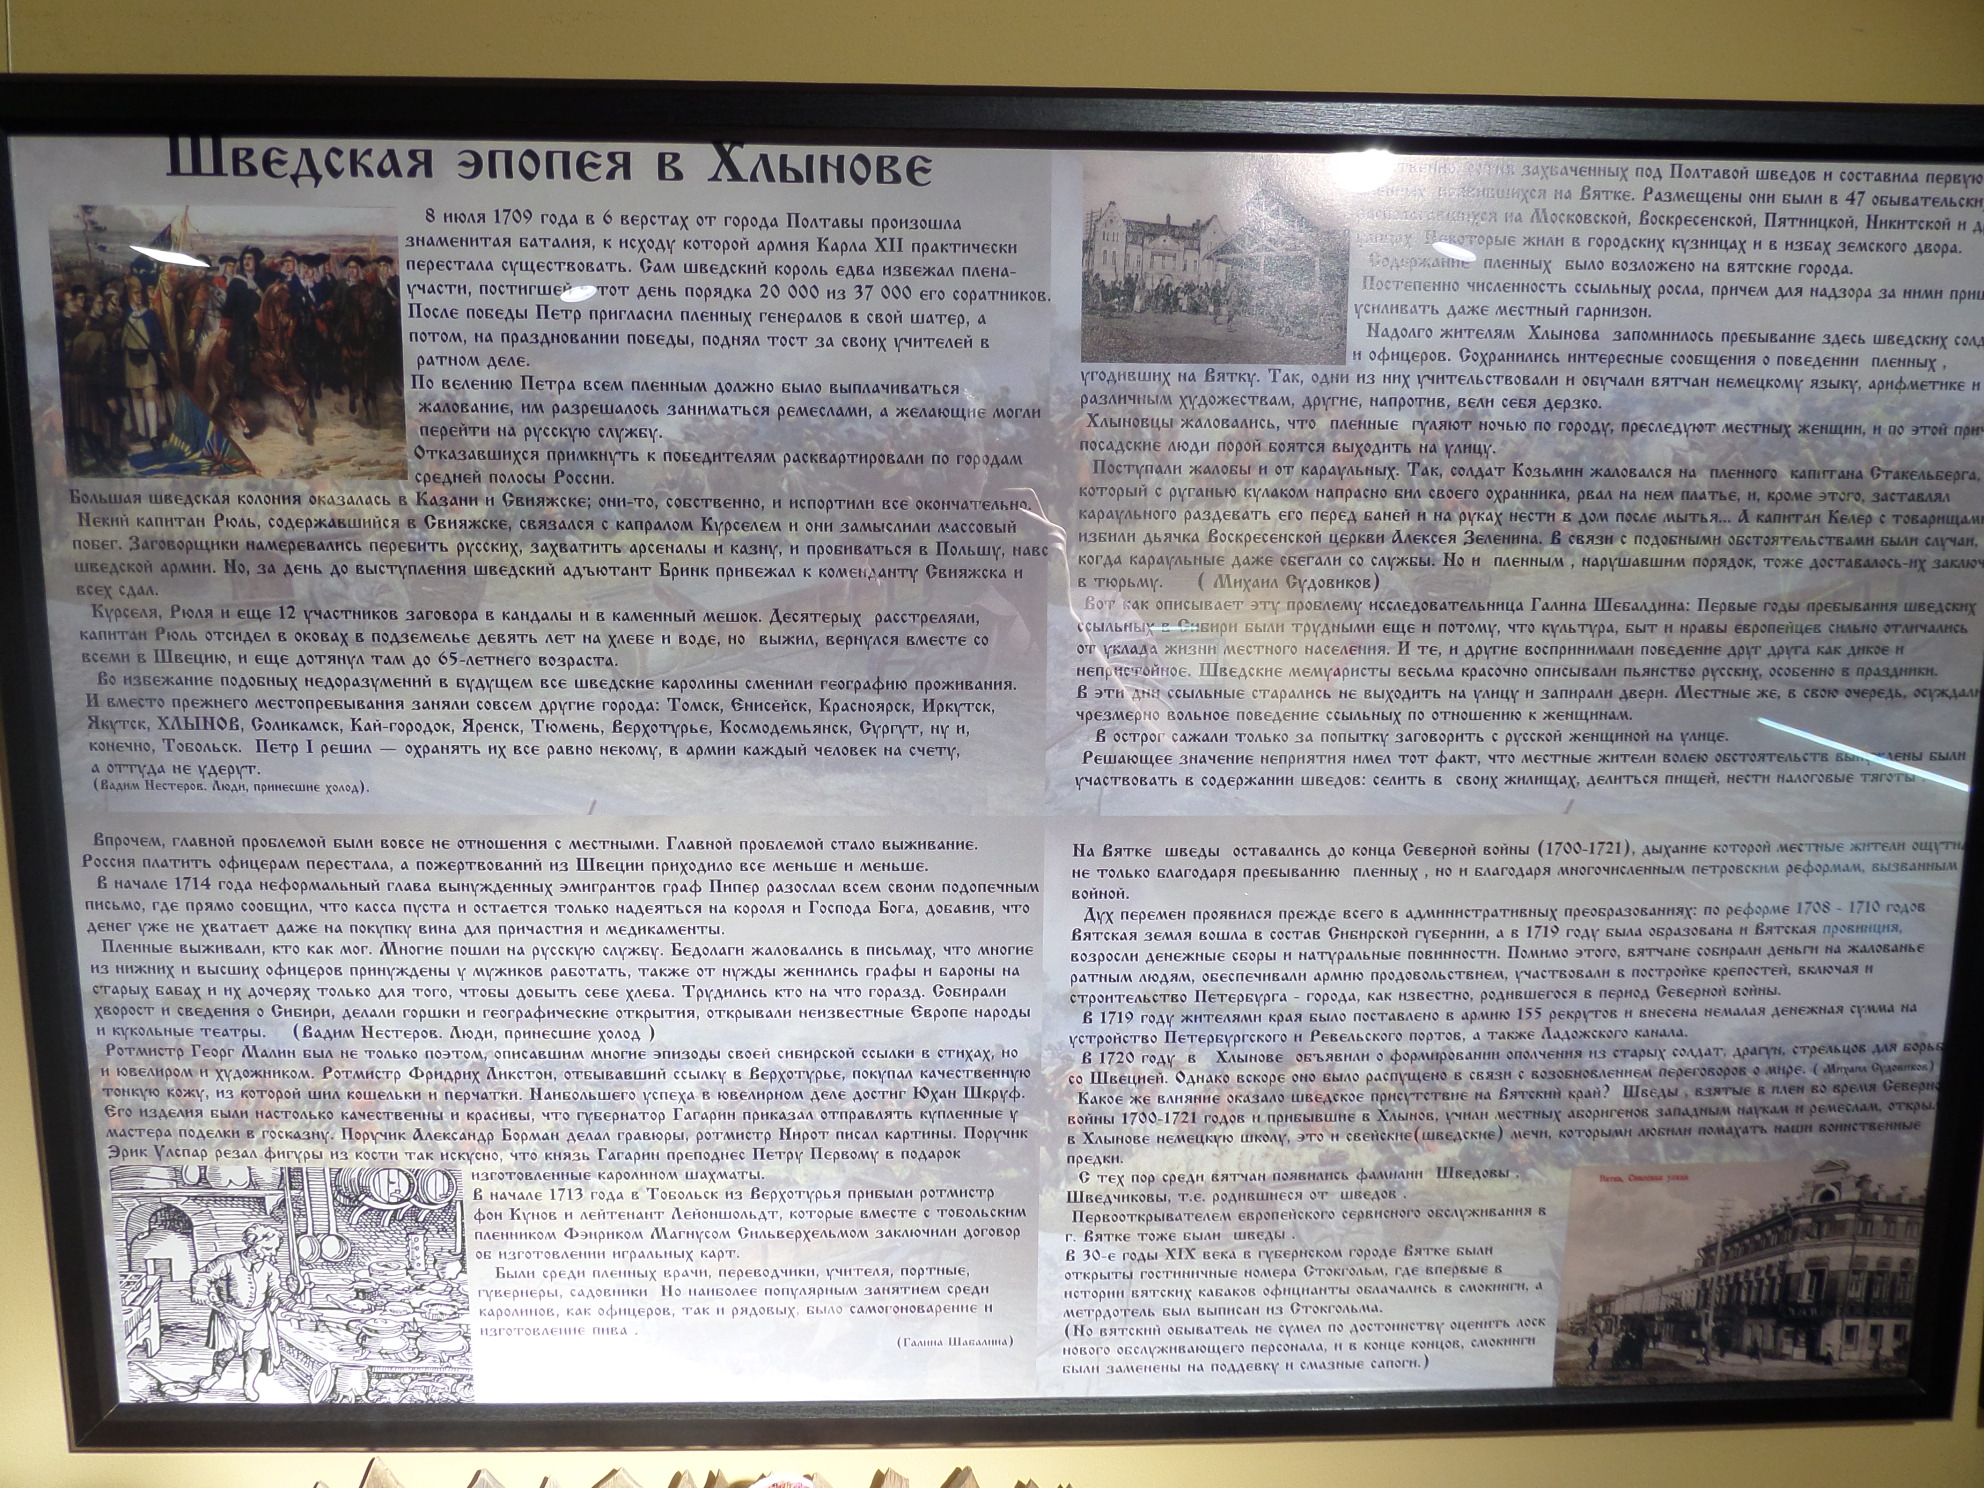 Шведская эпопея в Хлынове
8 июля 1709 года в 6 верстах от города Полтавы произошла
знаменитая баталия, к исходу которой армия Карла XII практически
перестала существовать. Сам шведский король едва избежал плена-
участи, постигшей тот день порядка 20 000 из 37 000 его соратников.
После победы Петр пригласил пленных генералов в свой шатер, а
потом, на праздновании победы, поднял тост за своих учителей в
ратном деле.
По велению Петра всем пленным должно было выплачиваться
жалование, им разрешалось заниматься ремеслами, а желающие могли
перейти на русскую службу.
Отказавшихся примкнуть к победителям расквартировали по городам
средней полосы России.
Большая шведская колония оказалась в Казани и Свияжске; они-то, собственно, и испортили все окончательно.
Некий капитан Рюль, содержавшийся в Свияжске, связался с капралом Курселем и они замыслили массовый
побег. Заговорщики намеревались перебить русских, захватить арсеналы и казну, и пробиваться в Польшу, навс
шведской армии. Но, за день до выступления шведский адъютант Бринк прибежал к коменданту Свияжска и
всех сдал.
Курселя, Рюля и еще 12 участников заговора в кандалы и в каменный мешок. Десятерых расстреляли,
капитан Рюль отсидел в оковах в подземелье девять лет на хлебе и воде, но выжил, вернулся вместе со
всеми в Швецию, и еще дотянул там до 65-летнего возраста.
Во избежание подобных недоразумений в будущем все шведские каролины сменили географию проживания.
И вместо прежнего местопребывания заняли совсем другие города: Томск, Енисейск, Красноярск, Иркутск,
Якутск, ХЛЫНОВ, Соликамск, Кай-городок, Яренск, Тюмень, Верхотурье, Космодемьянск, Сургут, ну и,
конечно, Тобольск. Петр I решил — охранять их все равно некому, в армии каждый человек на счету,
а оттуда не удерут.
(Вадим Нестеров. Люди, принесшие холод).
захваченных под Полтавой шведов и составила первую
появившихся на Вятке. Размещены они были в 47 обывательски
располагавшихся на Московской, Воскресенской, Пятницкой, Никитской и д
улицах. Некоторые жили в городских кузницах и в избах земского двора.
Содержание пленных было возложено на вятские города.
Постепенно численность ссыльных росла, причем для надзора за ними при
усиливать даже местный гарнизон.
Надолго жителям Хлынова запомнилось пребывание здесь шведских солд
и офицеров. Сохранились интересные сообщения о поведении пленных ,
угодивших на Вятку. Так, одни из них учительствовали и обучали вятчан немецкому языку, арифметике и
различным художествам, другие, напротив, вели себя дерзко.
Хлыновцы жаловались, что пленные гуляют ночью по городу, преследуют местных женщин, и по этой при
посадские люди порой боятся выходить на улицу.
Поступали жалобы и от караульных. Так, солдат Козьмин жаловался на пленного капитана Стакельберга,
который с руганью кулаком напрасно бил своего охранника, рвал на нем платье, и, кроме этого, заставлял
караульного раздевать его перед баней и на руках нести в дом после мытья... А капитан Келер с товарищами
избили дьячка Воскресенской церкви Алексея Зеленина. В связи с подобными обстоятельствами были случаи,
когда караульные даже сбегали со службы. Но и пленным , нарушавшим порядок, тоже доставалось-их заключ
в тюрьму. ( Михаил Судовиков)
Вот как описывает эту проблему исследовательница Галина Шебалдина: Первые годы пребывания шведских
ссыльных в Сибири были трудными еще и потому, что культура, быт и нравы европейцев сильно отличались
от уклада жизни местного населения. И те, и другие воспринимали поведение друг друга как дикое и
непристойное. Шведские мемуаристы весьма красочно описывали пьянство русских, особенно в праздники.
В эти дни ссыльные старались не выходить на улицу и запирали двери. Местные же, в свою очередь, осуждали
чрезмерно вольное поведение ссыльных по отношению к женщинам.
В острог сажали только за попытку заговорить с русской женщиной на улице.
Решающее значение неприятия имел тот факт, что местные жители волею обстоятельств вынуждены были
участвовать в содержании шведов: селить в своих жилищах, делиться пищей, нести налоговые тяготы .
Впрочем, главной проблемой были вовсе не отношения с местными. Главной проблемой стало выживание.
Россия платить офицерам перестала, а пожертвований из Швеции приходило все меньше и меньше.
В начале 1714 года неформальный глава вынужденных эмигрантов граф Пипер разослал всем своим подопечным
письмо, где прямо сообщил, что касса пуста и остается только надеяться на короля и Господа Бога, добавив, что
денег уже не хватает даже на покупку вина для причастия и медикаменты.
Пленные выживали, кто как мог. Многие пошли на русскую службу. Бедолаги жаловались в письмах, что многие
из нижних и высших офицеров принуждены у мужиков работать, также от нужды женились графы и бароны на
старых бабах и их дочерях только для того, чтобы добыть себе хлеба. Трудились кто на что горазд. Собирали
хворост и сведения о Сибири, делали горшки и географические открытия, открывали неизвестные Европе народы
и кукольные театры. (Вадим Нестеров. Люди, принесшие холод )
Ротмистр Георг Малин был не только поэтом, описавшим многие эпизоды своей сибирской ссылки в стихах, но
и ювелиром и художником. Ротмистр Фридрих Ликстон, отбывавший ссылку в Верхотурье, покупал качественную
тонкую кожу, из которой шил кошельки и перчатки. Наибольшего успеха в ювелирном деле достиг Юхан Шкруф.
Его изделия были настолько качественны и красивы, что губернатор Гагарин приказал отправлять купленные у
мастера поделки в госказну. Поручик Александр Борман делал гравюры, ротмистр Нирот писал картины. Поручик
Эрик Улспар резал фигуры из кости так искусно, что князь Гагарин преподнес Петру Первому в подарок
изготовленные каролином шахматы.
В начале 1713 года в Тобольск из Верхотурья прибыли ротмистр
фон Кунов и лейтенант Лейоншольдт, которые вместе с тобольским
пленником Фэнриком Магнусом Сильверхельмом заключили договор
об изготовлении игральных карт.
Были среди пленных врачи, переводчики, учителя, портные,
гувернеры, садовники Но наиболее популярным занятием среди
каролинов, как офицеров, так и рядовых, было самогоноварение и
изготовление пива .
(Галина Шабалина)
На Вятке шведы оставались до конца Северной войны (1700-1721), дыхание которой местные жители ощутил
не только благодаря пребыванию пленных , но и благодаря многочисленным петровским реформам, вызванным
войной.
Дух перемен проявился прежде всего в административных преобразованиях: по реформе 1708 - 1710 годов
Вятская земля вошла в состав Сибирской губернии, а в 1719 году была образована и Вятская провинция,
возросли денежные сборы и натуральные повинности. Помимо этого, вятчане собирали деньги на жалованье
ратным людям, обеспечивали армию продовольствием, участвовали в постройке крепостей, включая и
строительство Петербурга - города, как известно, родившегося в период Северной войны.
В 1719 году жителями края было поставлено в армию 155 рекрутов и внесена немалая денежная сумма на
устройство Петербургского и Ревельского портов, а также Ладожского канала.
В 1720 году в Хлынове объявили о формировании ополчения из старых солдат, драгун, стрельцов для борьб
со Швецией. Однако вскоре оно было распущено в связи с возобновлением переговоров о мире. ( Михаил Судовиков)
Какое же влияние оказало шведское присутствие на Вятский край? Шведы , взятые в плен во время Северно
войны 1700-1721 годов и прибывшие в Хлынов, учили местных аборигенов западным наукам и ремеслам, откры
в Хлынове немецкую школу, это и свейские(шведские) мечи, которыми любили помахать наши воинственные
предки.
С тех пор среди вятчан появились фамилии Шведовы .
Шведчиковы, т.е. родившиеся от шведов .
Первооткрывателем европейского сервисного обслуживания в
г. Вятке тоже были шведы .
В 30-е годы XIX века в губернском городе Вятке были
открыты гостиничные номера Стокгольм, где впервые в
истории вятских кабаков официанты облачались в смокинги, а
метрдотель был выписан из Стокгольма.
(Но вятский обыватель не сумел по достоинству оценить лоск
нового обслуживающего персонала, и в конце концов, смокинги
были заменены на поддевку и смазные сапоги.)
Вятка, Спасская улица